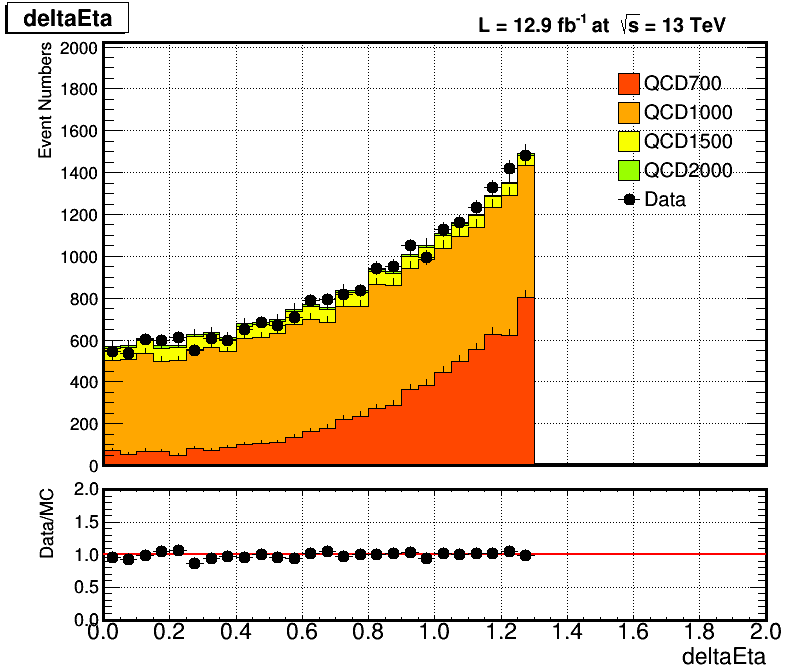 deltaEta
L = 12.9 fb⁻¹ at √s = 13 TeV
Event Numbers
2000
1800
1600
1400
1200
1000
800
600
400
200
0
QCD700
QCD1000
QCD1500
QCD2000
Data
Data/MC
2.0
1.5
1.0
0.5
0.0
0.0 0.2 0.4 0.6 0.8 1.0 1.2 1.4 1.6 1.8 2.0
deltaEta